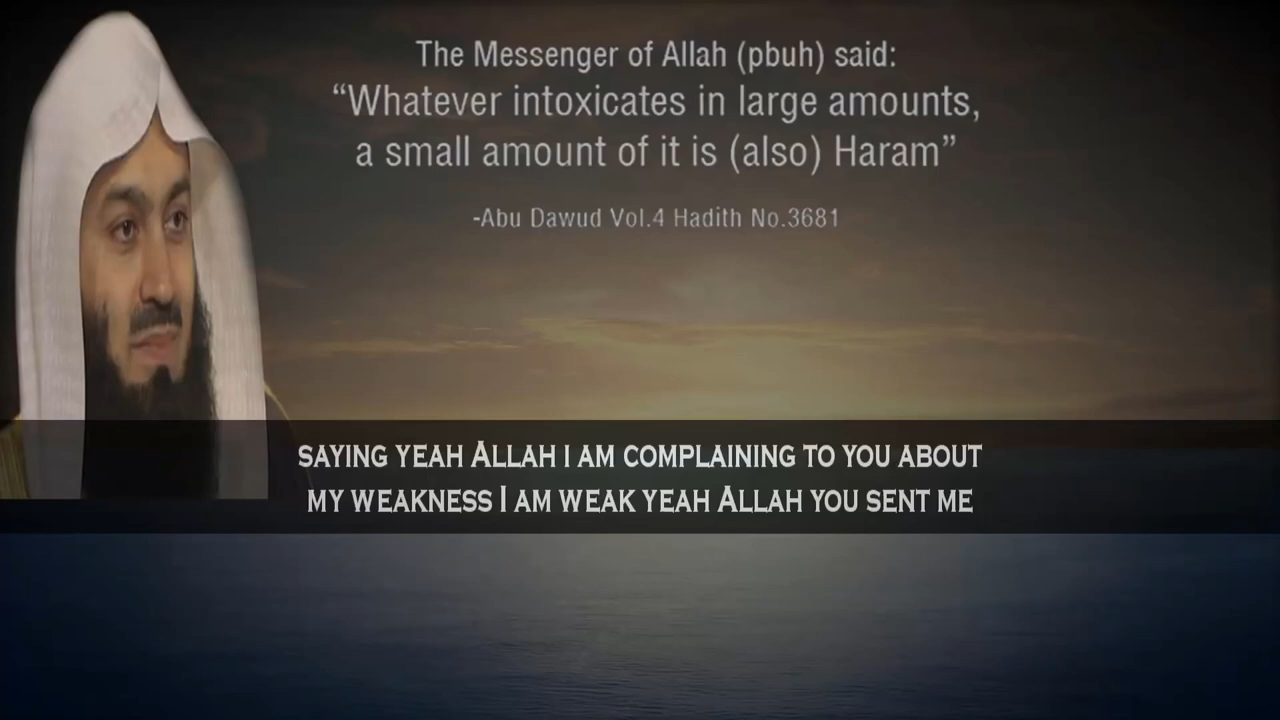 The Messenger of Allah (pbuh) said:
“Whatever intoxicates in large amounts,
a small amount of it is (also) Haram”
-Abu Dawud Vol.4 Hadith No.3681
SAYING YEAH ALLAH I AM COMPLAINING TO YOU ABOUT
MY WEAKNESS I AM WEAK YEAH ALLAH YOU SENT ME